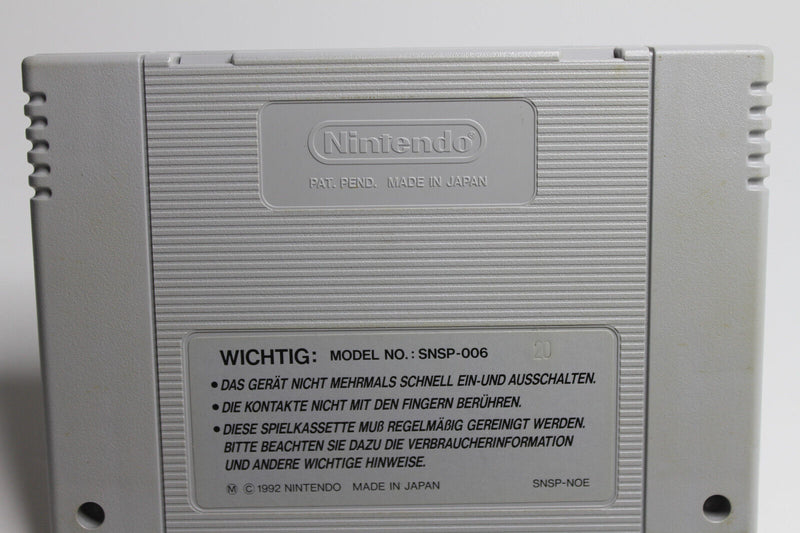 Nintendo®
PAT. PEND. MADE IN JAPAN
WICHTIG: MODEL NO.: SNSP-006 20
• DAS GERÄT NICHT MEHRMALS SCHNELL EIN-UND AUSSCHALTEN.
• DIE KONTAKTE NICHT MIT DEN FINGERN BERÜHREN.
• DIESE SPIELKASSETTE MUß REGELMÄßIG GEREINIGT WERDEN.
BITTE BEACHTEN SIE DAZU DIE VERBRAUCHERINFORMATION
UND ANDERE WICHTIGE HINWEISE.
Ⓜ © 1992 NINTENDO MADE IN JAPAN SNSP-NOE